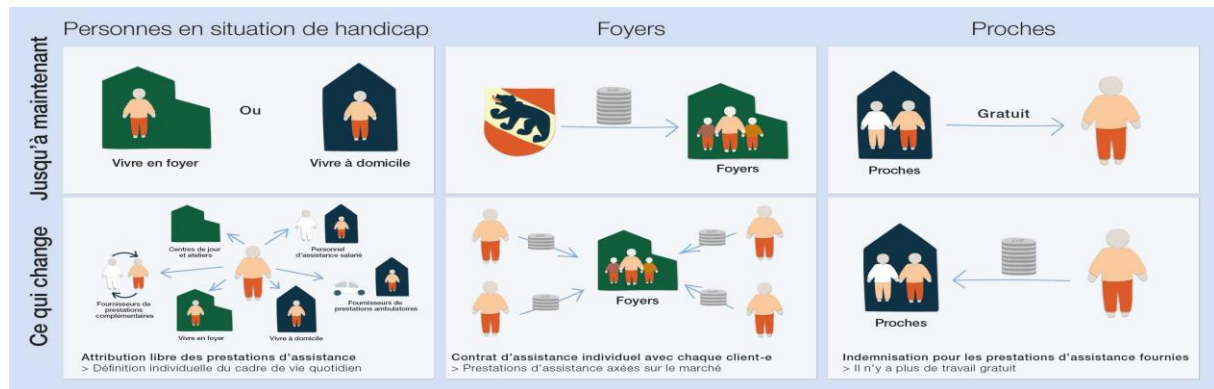 Personnes en situation de handicap
Foyers
Proches
Jusqu'à maintenant
Ou
Vivre en foyer
Vivre à domicile
Foyers
Gratuit
Proches
Ce qui change
Centres de jour
et ateliers
Personnel
d'assistance salarié
Fournisseurs de
prestations
complémentaires
Fournisseurs de
prestations ambulatoires
Vivre en foyer
Vivre à domicile
Attribution libre des prestations d'assistance
> Définition individuelle du cadre de vie quotidien
Foyers
Contrat d'assistance individuel avec chaque client-e
> Prestations d'assistance axées sur le marché
Proches
Indemnisation pour les prestations d'assistance fournies
> Il n'y a plus de travail gratuit